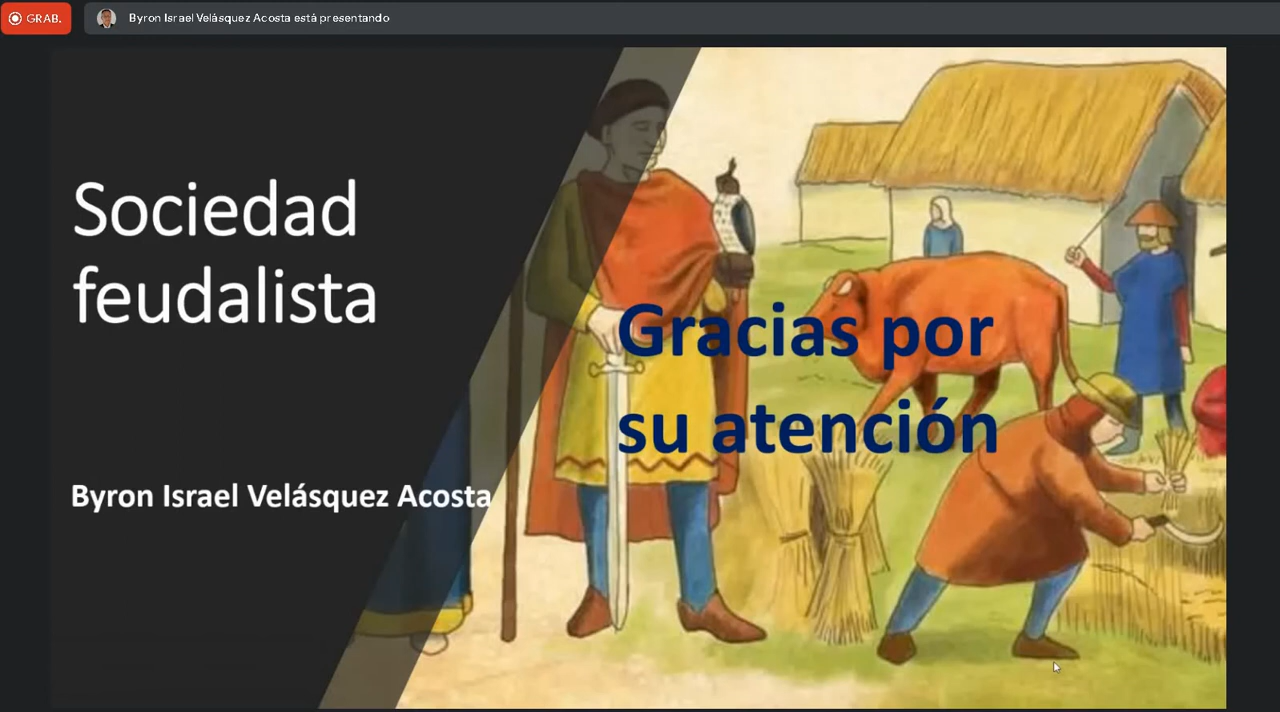 GRAB.
Byron Israel Velásquez Acosta está presentando
Sociedad
feudalista
Byron Israel Velásquez Acosta
Gracias por
su atención